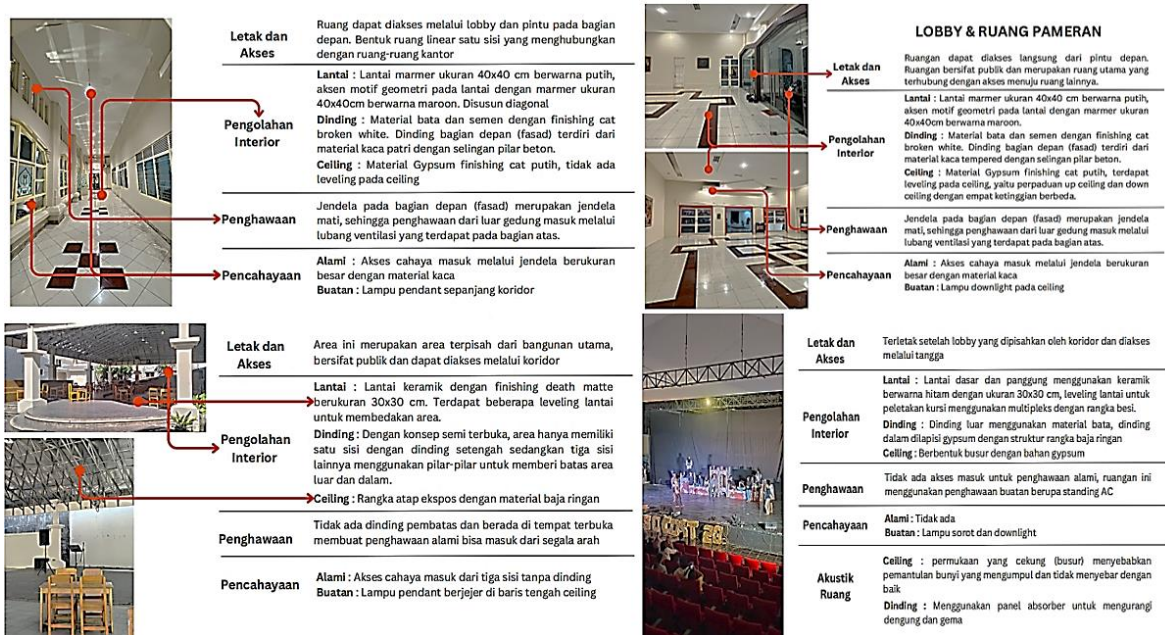 Letak dan
Akses
Ruang dapat diakses melalui lobby dan pintu pada bagian
depan. Bentuk ruang linear satu sisi yang menghubungkan
dengan ruang-ruang kantor
Pengolahan
Interior
Lantai : Lantai marmer ukuran 40x40 cm berwarna putih,
aksen motif geometri pada lantai dengan marmer ukuran
40x40cm berwarna maroon. Disusun diagonal
Dinding : Material bata dan semen dengan finishing cat
broken white. Dinding bagian depan (fasad) terdiri dari
material kaca patri dengan selingan pilar beton.
Ceiling : Material Gypsum finishing cat putih, tidak ada
leveling pada ceiling
Penghawaan
Jendela pada bagian depan (fasad) merupakan jendela
mati, sehingga penghawaan dari luar gedung masuk melalui
lubang ventilasi yang terdapat pada bagian atas.
Pencahayaan
Alami : Akses cahaya masuk melalui jendela berukuran
besar dengan material kaca
Buatan : Lampu pendant sepanjang koridor
LOBBY & RUANG PAMERAN
Letak dan
Akses
Ruangan dapat diakses langsung dari pintu depan.
Ruangan bersifat publik dan merupakan ruang utama yang
terhubung dengan akses menuju ruang lainnya.
Pengolahan
Interior
Lantai : Lantai marmer ukuran 40x40 cm berwarna putih,
aksen motif geometri pada lantai dengan marmer ukuran
40x40cm berwarna maroon.
Dinding : Material bata dan semen dengan finishing cat
broken white. Dinding bagian depan (fasad) terdiri dari
material kaca tempered dengan selingan pilar beton.
Ceiling : Material Gypsum finishing cat putih, terdapat
leveling pada ceiling, yaitu perpaduan up ceiling dan down
ceiling dengan empat ketinggian berbeda.
Penghawaan
Jendela pada bagian depan (fasad) merupakan jendela
mati, sehingga penghawaan dari luar gedung masuk melalui
lubang ventilasi yang terdapat pada bagian atas.
Pencahayaan
Alami : Akses cahaya masuk melalui jendela berukuran
besar dengan material kaca
Buatan : Lampu downlight pada ceiling
Letak dan
Akses
Area ini merupakan area terpisah dari bangunan utama,
bersifat publik dan dapat diakses melalui koridor
Pengolahan
Interior
Lantai : Lantai keramik dengan finishing death matte
berukuran 30x30 cm. Terdapat beberapa leveling lantai
untuk membedakan area.
Dinding : Dengan konsep semi terbuka, area hanya memiliki
satu sisi dengan dinding setengah sedangkan tiga sisi
lainnya menggunakan pilar-pilar untuk memberi batas area
luar dan dalam.
Ceiling : Rangka atap ekspos dengan material baja ringan
Penghawaan
Tidak ada dinding pembatas dan berada di tempat terbuka
membuat penghawaan alami bisa masuk dari segala arah
Pencahayaan
Alami : Akses cahaya masuk dari tiga sisi tanpa dinding
Buatan : Lampu pendant berjejer di baris tengah ceiling
Letak dan
Akses
Terletak setelah lobby yang dipisahkan oleh koridor dan diakses
melalui tangga
Pengolahan
Interior
Lantai : Lantai dasar dan panggung menggunakan keramik
berwarna hitam dengan ukuran 30x30 cm, leveling lantai untuk
peletakan kursi menggunakan multipleks dengan rangka besi.
Dinding : Dinding luar menggunakan material bata, dinding
dalam dilapisi gypsum dengan struktur rangka baja ringan
Ceiling : Berbentuk busur dengan bahan gypsum
Penghawaan
Tidak ada akses masuk untuk penghawaan alami, ruangan ini
menggunakan penghawaan buatan berupa standing AC
Pencahayaan
Alami : Tidak ada
Buatan : Lampu sorot dan downlight
Akustik
Ruang
Ceiling : permukaan yang cekung (busur) menyebabkan
pemantulan bunyi yang mengumpul dan tidak menyebar dengan
baik
Dinding : Menggunakan panel absorber untuk mengurangi
dengung dan gema